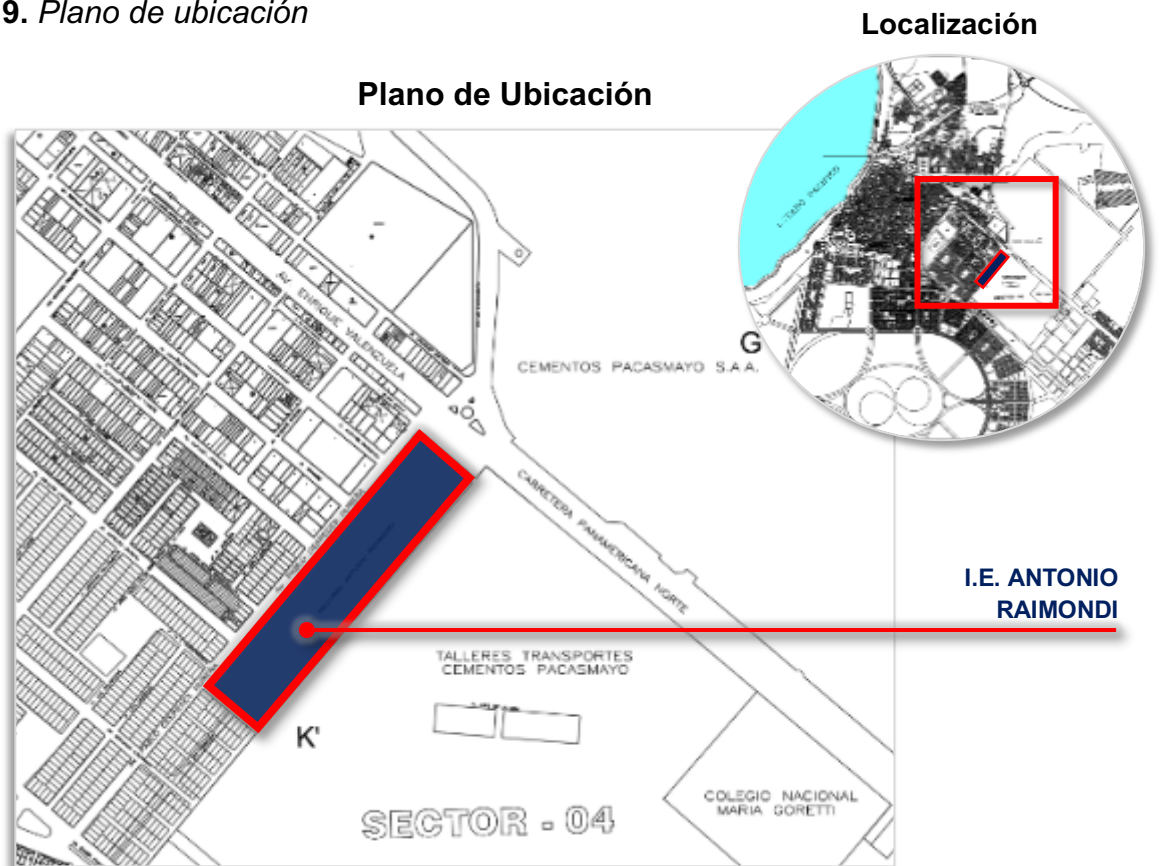 9. Plano de ubicación
Localización
Plano de Ubicación
AV ENRIQUE VALENZUELA
G
CEMENTOS PACASMAYO S.A.A.
CARRETERA PANAMERICANA NORTE
I.E. ANTONIO
RAIMONDI
TALLERES TRANSPORTES
CEMENTOS PACASMAYO
K'
COLEGIO NACIONAL
MARIA GORETTI
SECTOR - 04